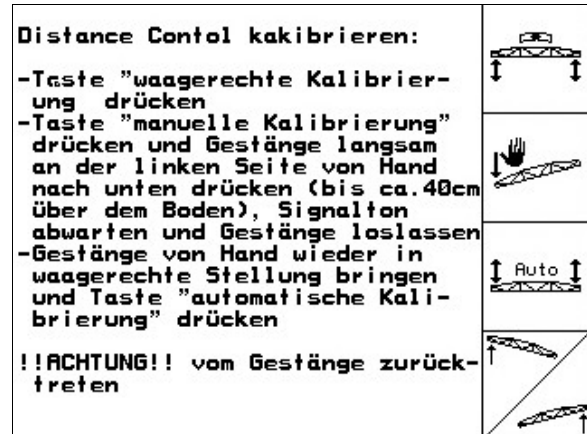 Distance Contol kakibrieren:
-Taste "waagerechte Kalibrier-
ung drücken
-Taste "manuelle Kalibrierung"
drücken und Gestänge langsam
an der linken Seite von Hand
nach unten drücken (bis ca.40cm
über dem Boden), Signalton
abwarten und Gestänge loslassen
-Gestänge von Hand wieder in
waagerechte Stellung bringen
und Taste "automatische Kali-
brierung" drücken
!!ACHTUNG!! vom Gestänge zurück-
treten
Auto